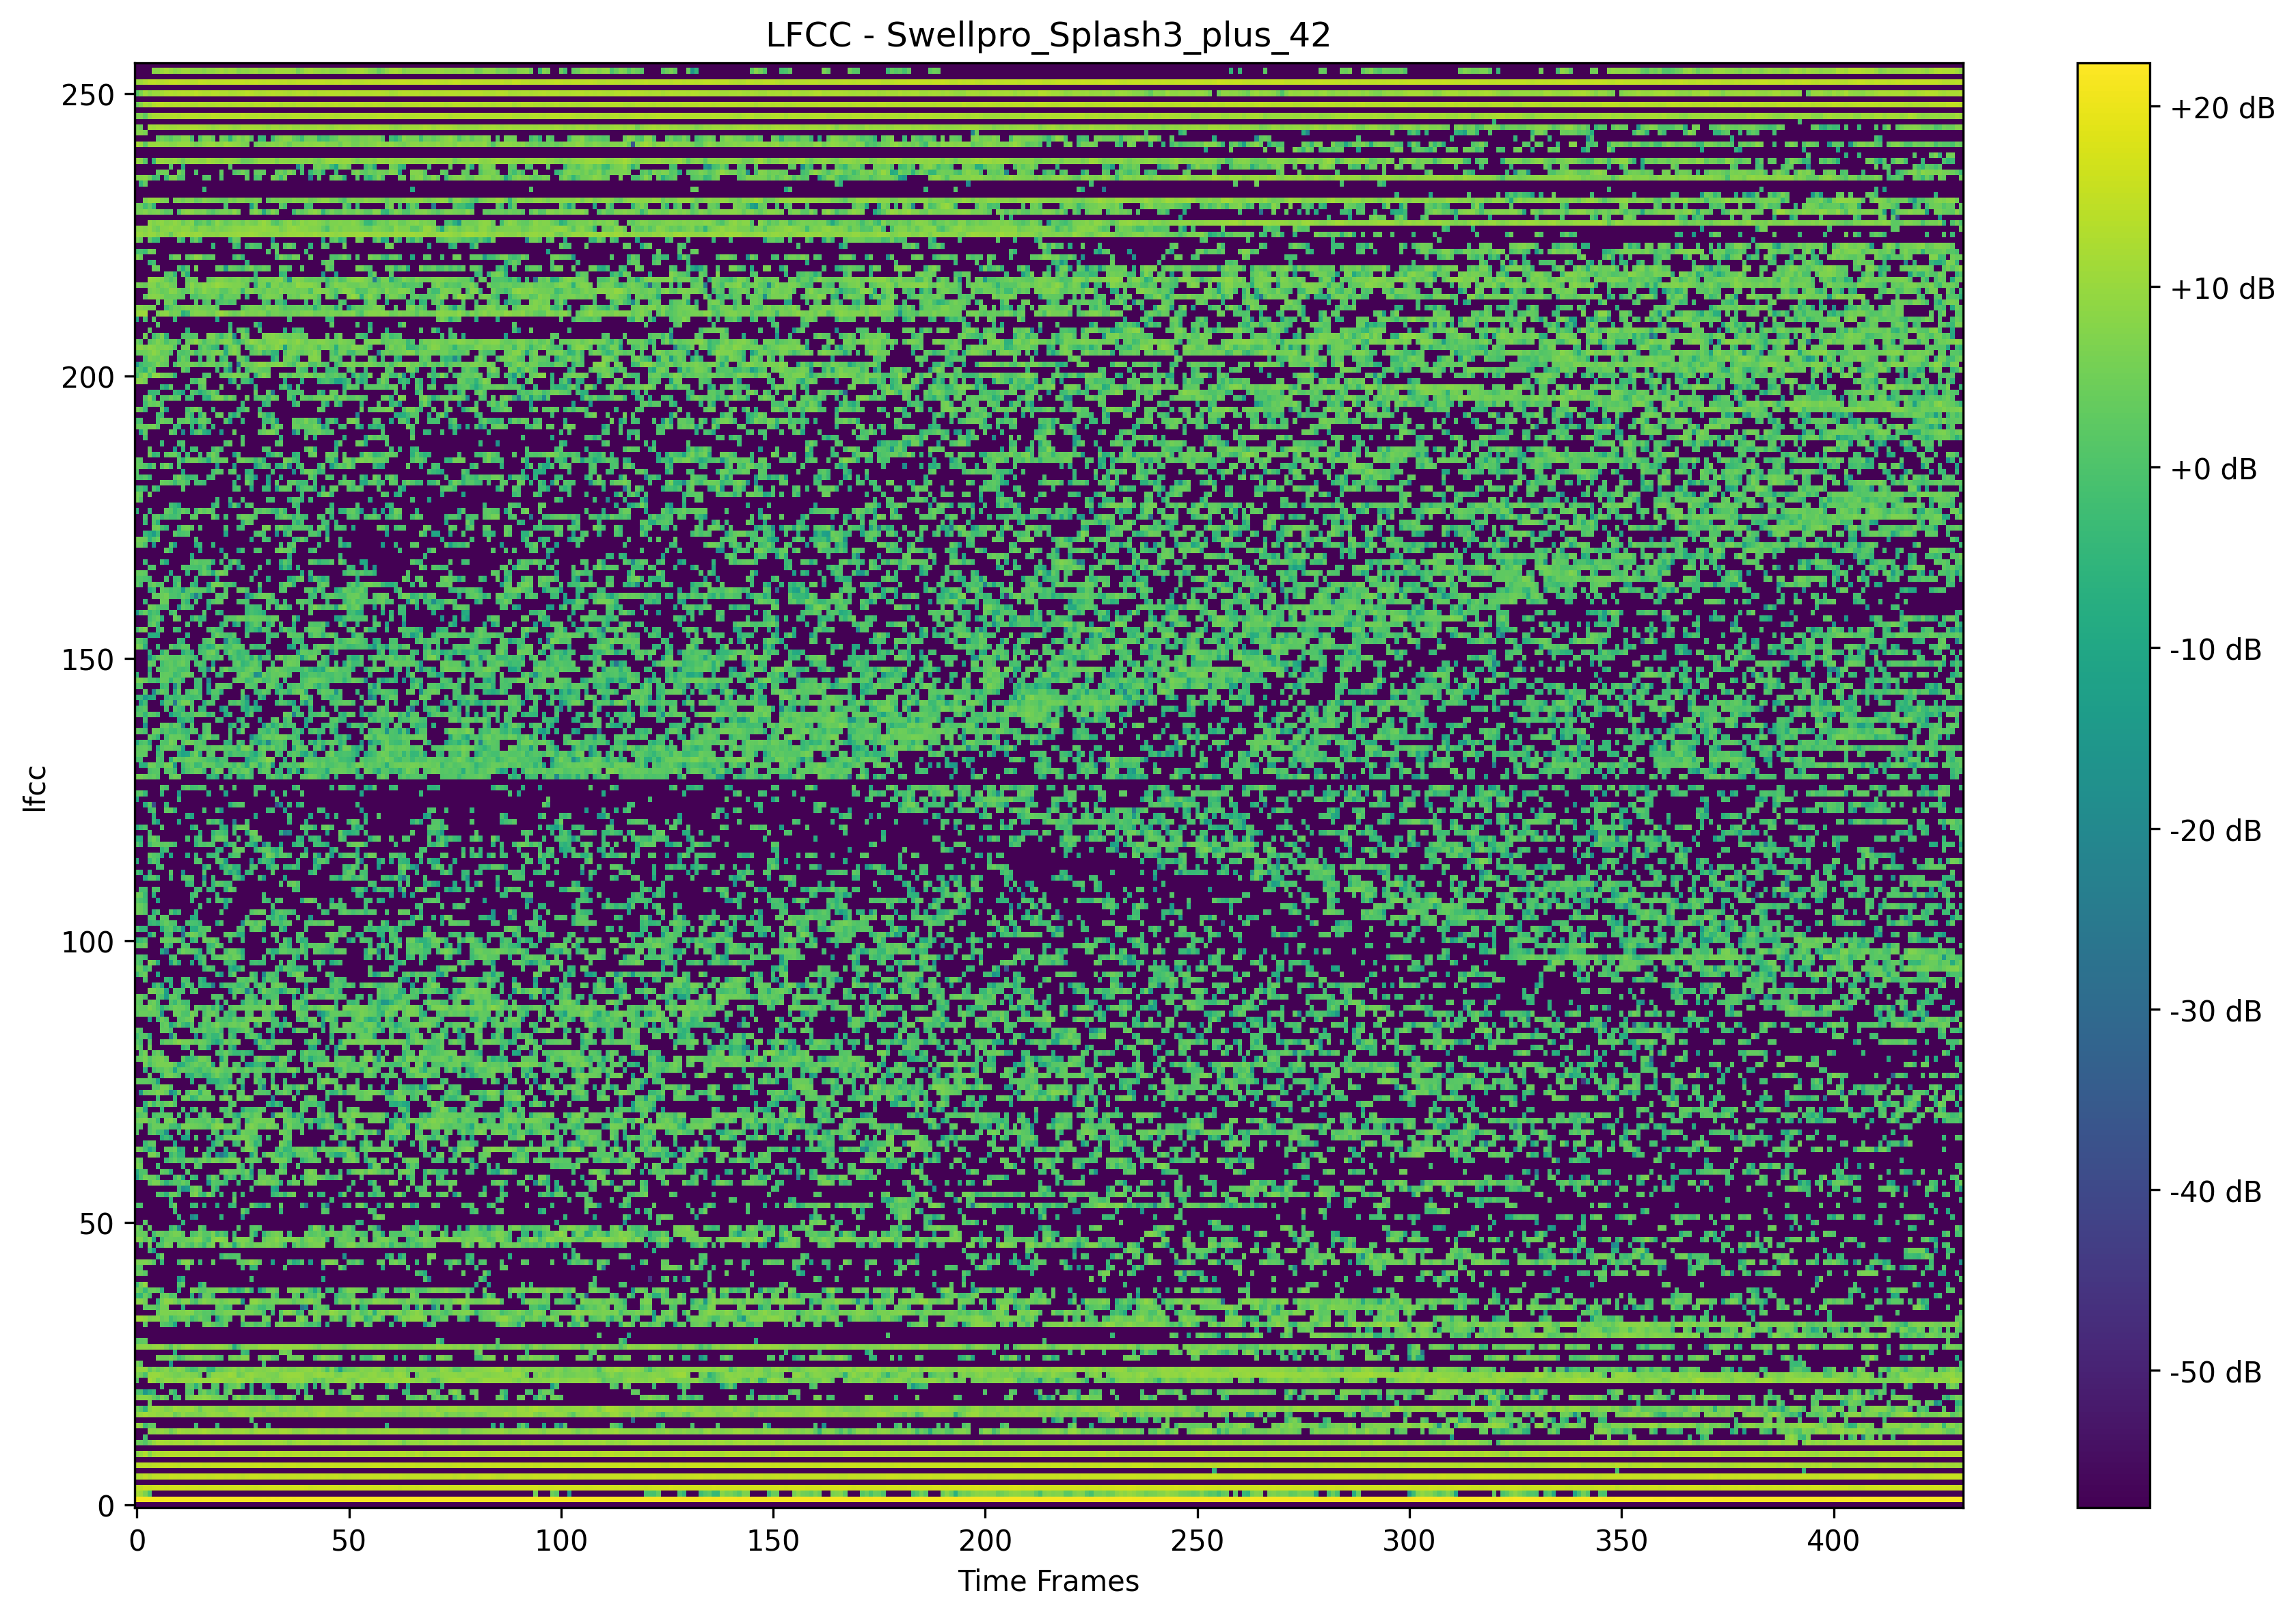 LFCC - Swellpro_Splash3_plus_42
250
200
150
100
50
0
lfcc
0 50 100 150 200 250 300 350 400
Time Frames
+20 dB
+10 dB
+0 dB
-10 dB
-20 dB
-30 dB
-40 dB
-50 dB